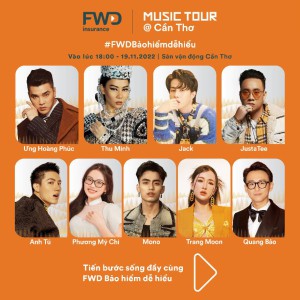 FWD
insurance
MUSIC TOUR
@ Cần Thơ
#FWDBảohiểmdễhiểu
Vào lúc 18:00 - 19.11.2022 | Sân vận động Cần Thơ
Ưng Hoàng Phúc
Thu Minh
Jack
JustaTee
Anh Tú
Phương Mỹ Chi
Mono
Trang Moon
Quang Bảo
Tiến bước sống đầy cùng
FWD Bảo hiểm dễ hiểu